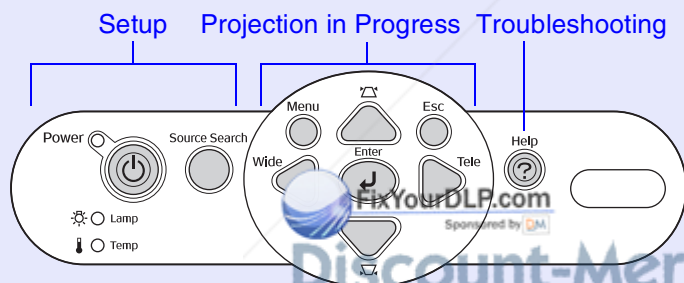 Setup Projection in Progress Troubleshooting
Menu Esc
Power Source Search Help
Wide Enter Tele
?
FixYourDLP.com
Lamp
Sponsored by DM
Temp
Discount-Mer